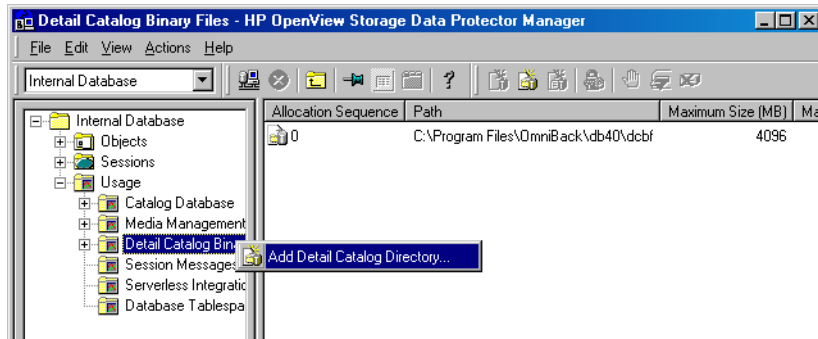 Detail Catalog Binary Files - HP OpenView Storage Data Protector Manager
File Edit View Actions Help
Internal Database
Internal Database
Objects
Sessions
Usage
Catalog Database
Media Management
Detail Catalog Bin
Session Messages
Serverless Integratio
Database Tablespa
Allocation Sequence Path Maximum Size (MB) Ma
0 C:\Program Files\OmniBack\db40\dcbf 4096
Add Detail Catalog Directory...